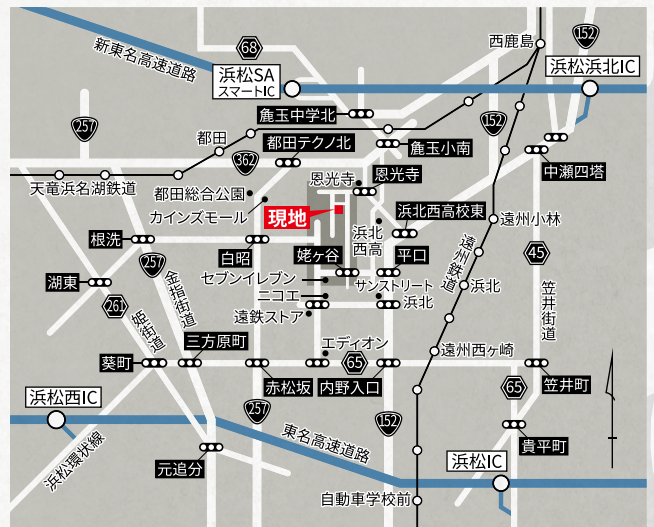 新東名高速道路
68
浜松SA
スマートIC
西鹿島
152
浜松浜北IC
257
麁玉中学北
都田
都田テクノ北
152
麁玉小南
362
中瀬四塔
天竜浜名湖鉄道
恩光寺
恩光寺
都田総合公園
カインズモール
現地
浜北西高校東
遠州小林
根洗
白昭
姥ヶ谷
浜北
西高
平口
遠州鉄道
45
257
湖東
金指街道
セブンイレブン
サンストリート
浜北
浜北
笠井街道
261
姫街道
ニコエ
遠鉄ストア
三方原町
エディオン
遠州西ヶ崎
葵町
65
赤松坂
内野入口
65
笠井町
浜松西IC
257
152
貴平町
浜松環状線
元追分
東名高速道路
浜松IC
自動車学校前